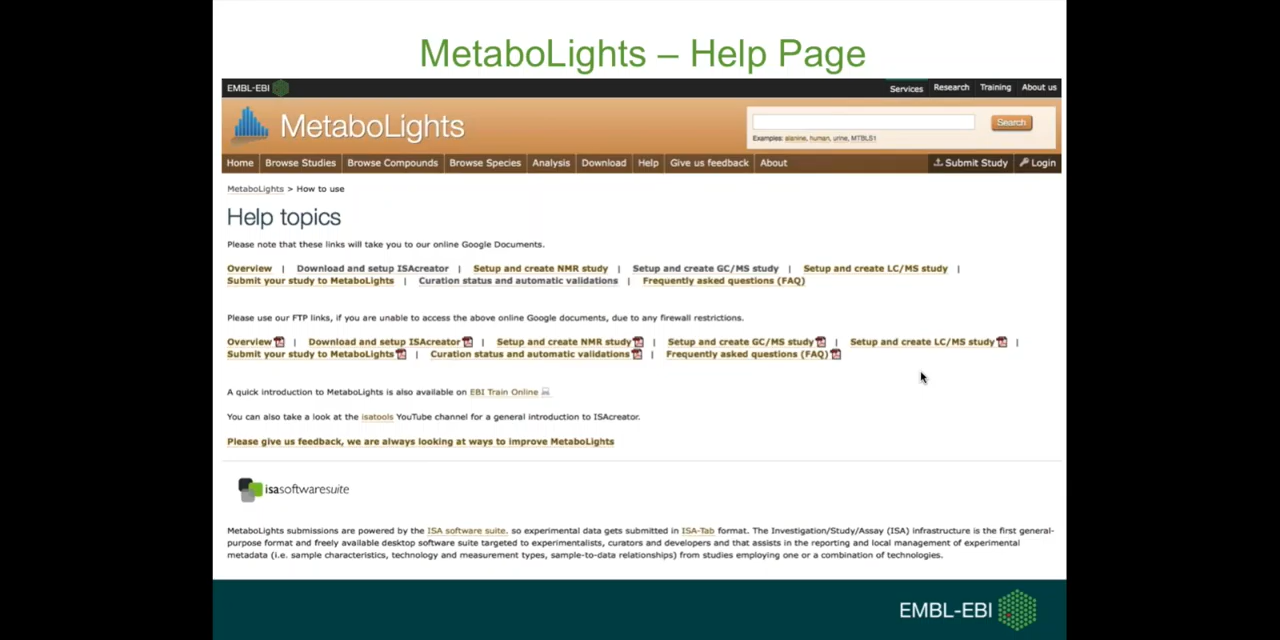 MetaboLights – Help Page
EMBL-EBI
Services Research Training About us
MetaboLights
Search
Examples: alanine, human, urine, MTBLS1
Home Browse Studies Browse Compounds Browse Species Analysis Download Help Give us feedback About Submit Study Login
MetaboLights > How to use
Help topics
Please note that these links will take you to our online Google Documents.
Overview | Download and setup ISAcreator | Setup and create NMR study | Setup and create GC/MS study | Setup and create LC/MS study |
Submit your study to MetaboLights | Curation status and automatic validations | Frequently asked questions (FAQ)
Please use our FTP links, if you are unable to access the above online Google documents, due to any firewall restrictions.
Overview | Download and setup ISAcreator | Setup and create NMR study | Setup and create GC/MS study | Setup and create LC/MS study |
Submit your study to MetaboLights | Curation status and automatic validations | Frequently asked questions (FAQ)
A quick introduction to MetaboLights is also available on EBI Train Online
You can also take a look at the isatools YouTube channel for a general introduction to ISAcreator.
Please give us feedback, we are always looking at ways to improve MetaboLights
isasoftwaresuite
MetaboLights submissions are powered by the ISA software suite. so experimental data gets submitted in ISA-Tab format. The Investigation/Study/Assay (ISA) infrastructure is the first general-
purpose format and freely available desktop software suite targeted to experimentalists, curators and developers and that assists in the reporting and local management of experimental
metadata (i.e. sample characteristics, technology and measurement types, sample-to-data relationships) from studies employing one or a combination of technologies.
EMBL-EBI